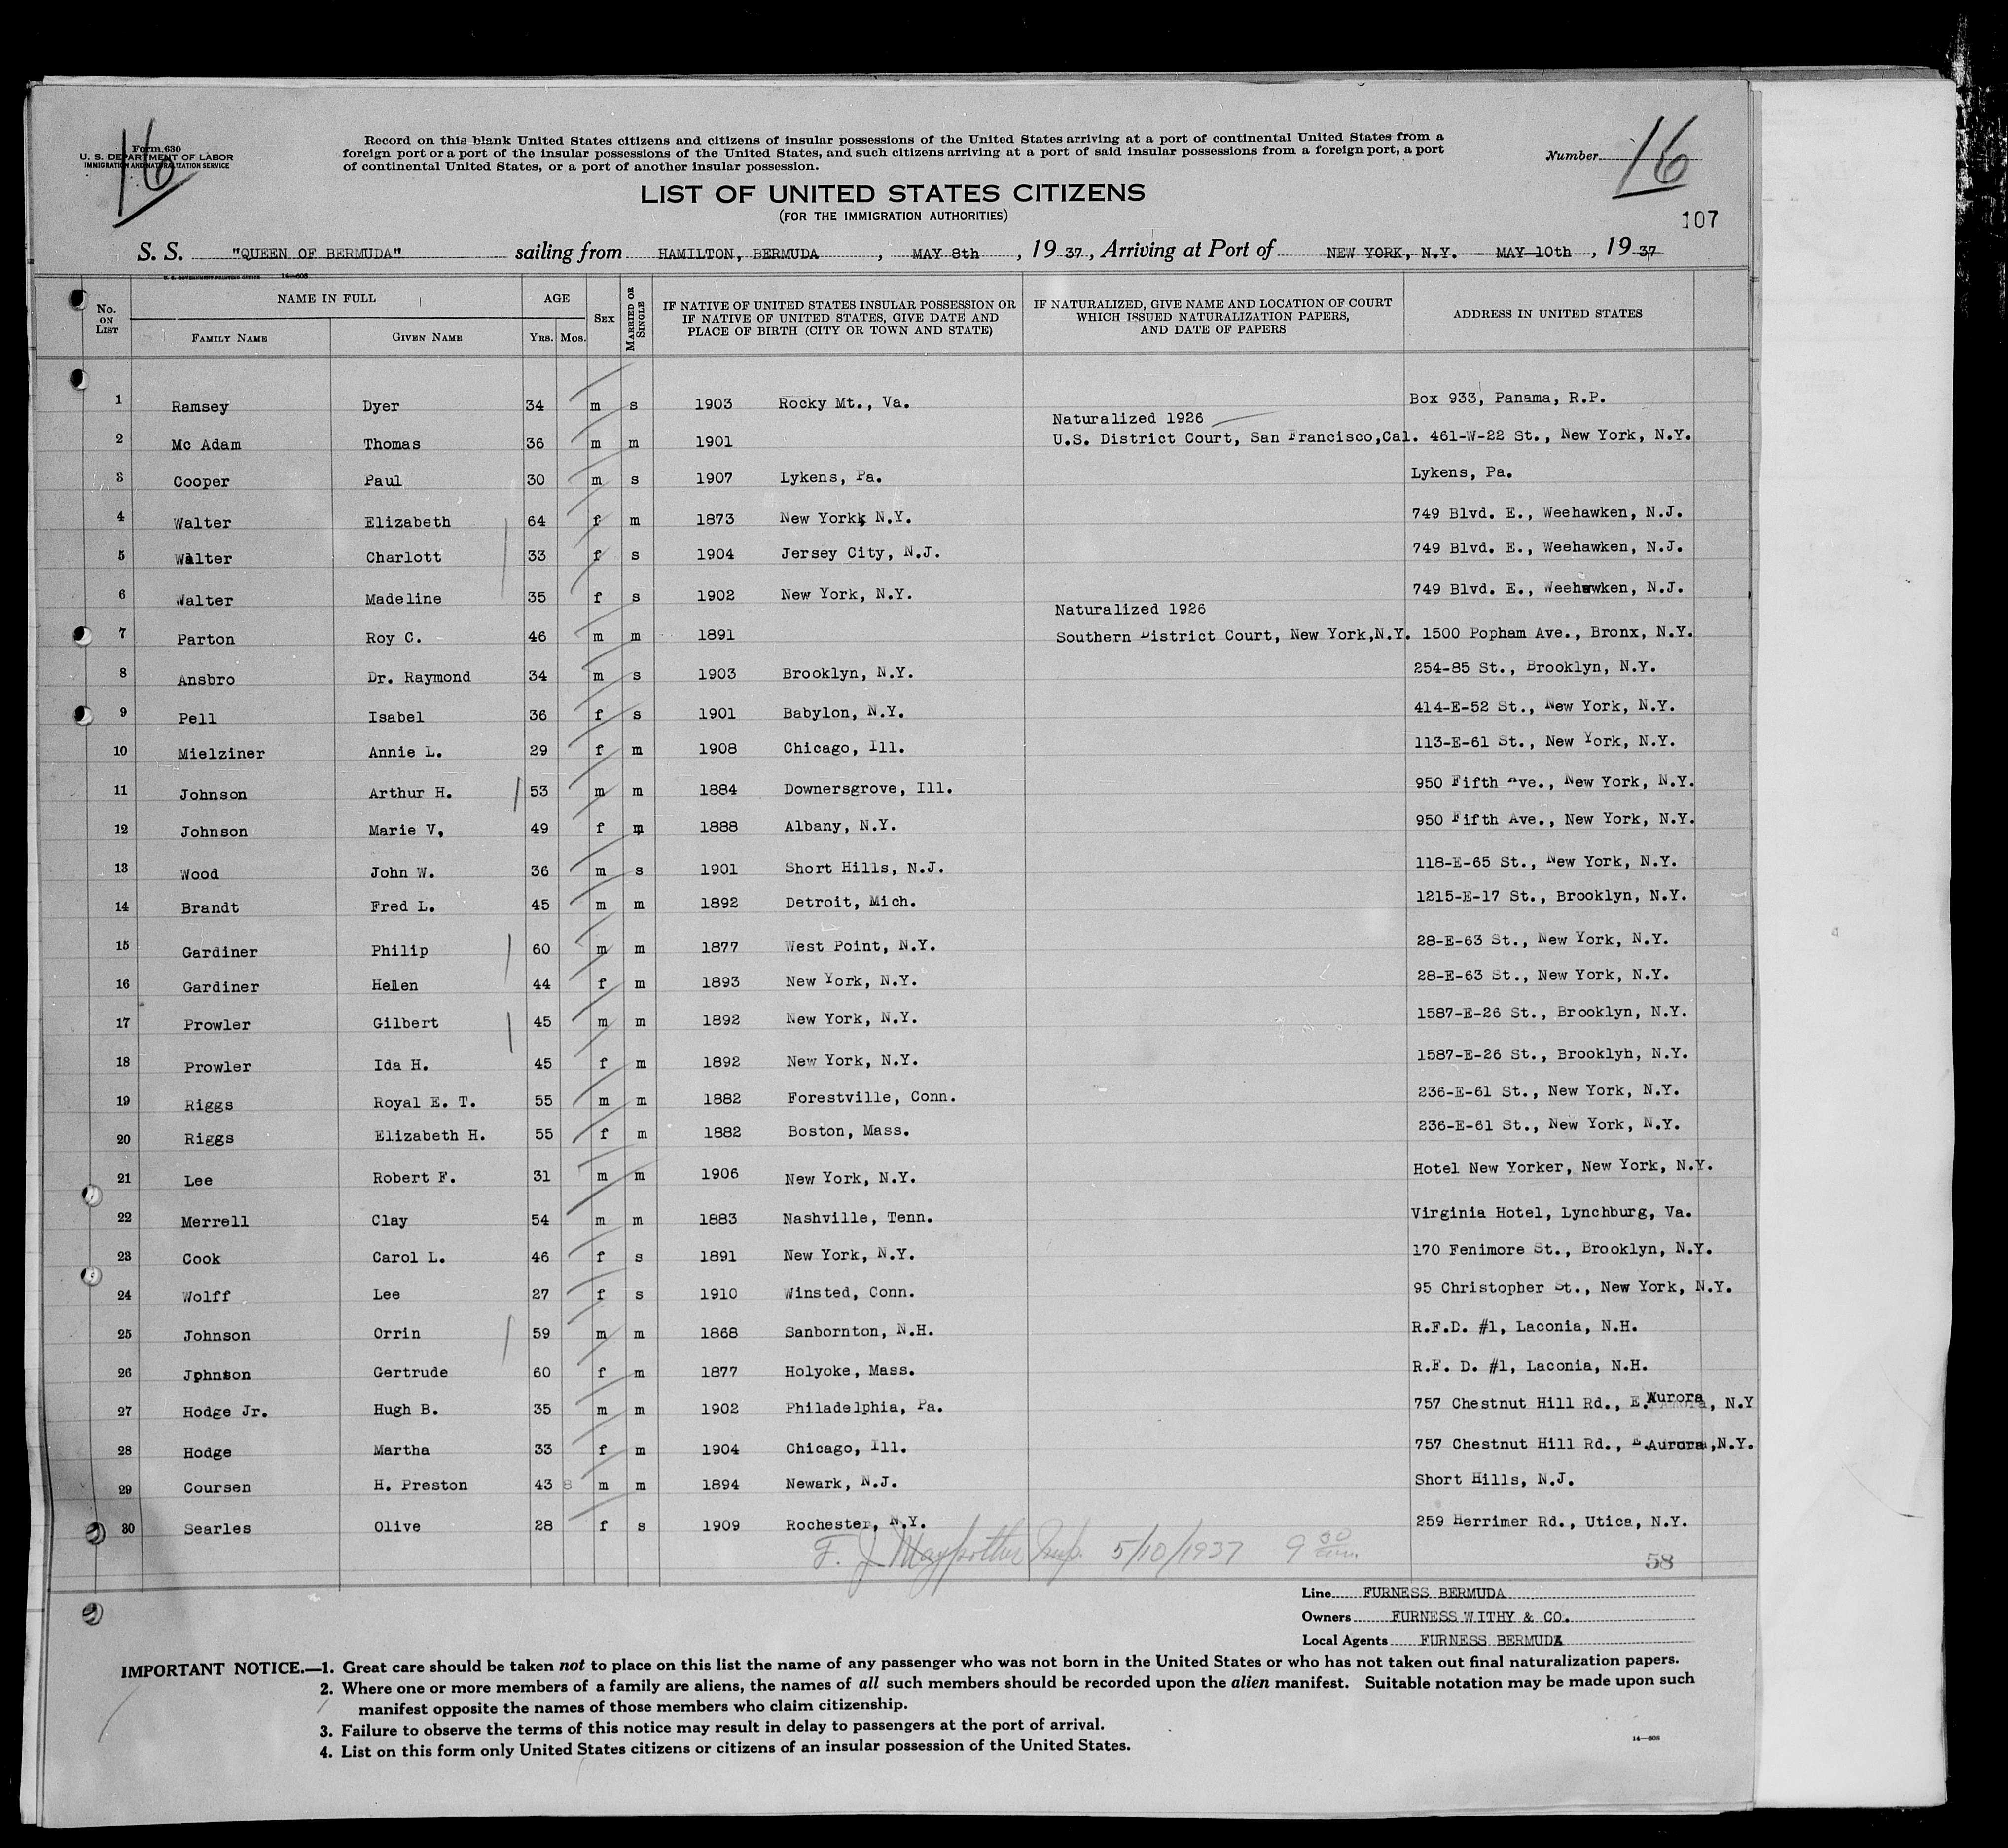 16
Form 630
U. S. DEPARTMENT OF LABOR
IMMIGRATION AND NATURALIZATION SERVICE
Record on this blank United States citizens and citizens of insular possessions of the United States arriving at a port of continental United States from a
foreign port or a port of the insular possessions of the United States, and such citizens arriving at a port of said insular possessions from a foreign port, a port
of continental United States, or a port of another insular possession.
Number 16
LIST OF UNITED STATES CITIZENS
(FOR THE IMMIGRATION AUTHORITIES)
107
S. S. "QUEEN OF BERMUDA" sailing from HAMILTON, BERMUDA , MAY 8th , 19 37, Arriving at Port of NEW YORK, N.Y. MAY 10th , 19 37
U. S. GOVERNMENT PRINTING OFFICE 14—608
No. ON LIST NAME IN FULL FAMILY NAME GIVEN NAME AGE YRS. MOS. SEX MARRIED OR SINGLE IF NATIVE OF UNITED STATES INSULAR POSSESSION OR IF NATIVE OF UNITED STATES, GIVE DATE AND PLACE OF BIRTH (CITY OR TOWN AND STATE) IF NATURALIZED, GIVE NAME AND LOCATION OF COURT WHICH ISSUED NATURALIZATION PAPERS, AND DATE OF PAPERS ADDRESS IN UNITED STATES
1 Ramsey Dyer 34 m s 1903 Rocky Mt., Va. Box 933, Panama, R.P.
Naturalized 1926
2 Mc Adam Thomas 36 m m 1901 U.S. District Court, San Francisco,Cal. 461-W-22 St., New York, N.Y.
3 Cooper Paul 30 m s 1907 Lykens, Pa. Lykens, Pa.
4 Walter Elizabeth 64 f m 1873 New York, N.Y. 749 Blvd. E., Weehawken, N.J.
5 Walter Charlott 33 f s 1904 Jersey City, N.J. 749 Blvd. E., Weehawken, N.J.
6 Walter Madeline 35 f s 1902 New York, N.Y. 749 Blvd. E., Weehawken, N.J.
Naturalized 1926
7 Parton Roy C. 46 m m 1891 Southern District Court, New York,N.Y. 1500 Popham Ave., Bronx, N.Y.
8 Ansbro Dr. Raymond 34 m s 1903 Brooklyn, N.Y. 254-85 St., Brooklyn, N.Y.
9 Pell Isabel 36 f s 1901 Babylon, N.Y. 414-E-52 St., New York, N.Y.
10 Mielziner Annie L. 29 f m 1908 Chicago, Ill. 113-E-61 St., New York, N.Y.
11 Johnson Arthur H. 53 m m 1884 Downersgrove, Ill. 950 Fifth Ave., New York, N.Y.
12 Johnson Marie V. 49 f m 1888 Albany, N.Y. 950 Fifth Ave., New York, N.Y.
13 Wood John W. 36 m s 1901 Short Hills, N.J. 118-E-65 St., New York, N.Y.
14 Brandt Fred L. 45 m m 1892 Detroit, Mich. 1215-E-17 St., Brooklyn, N.Y.
15 Gardiner Philip 60 m m 1877 West Point, N.Y. 28-E-63 St., New York, N.Y.
16 Gardiner Helen 44 f m 1893 New York, N.Y. 28-E-63 St., New York, N.Y.
17 Prowler Gilbert 45 m m 1892 New York, N.Y. 1587-E-26 St., Brooklyn, N.Y.
18 Prowler Ida H. 45 f m 1892 New York, N.Y. 1587-E-26 St., Brooklyn, N.Y.
19 Riggs Royal E. T. 55 m m 1882 Forestville, Conn. 236-E-61 St., New York, N.Y.
20 Riggs Elizabeth H. 55 f m 1882 Boston, Mass. 236-E-61 St., New York, N.Y.
21 Lee Robert F. 31 m m 1906 New York, N.Y. Hotel New Yorker, New York, N.Y.
22 Merrell Clay 54 m m 1883 Nashville, Tenn. Virginia Hotel, Lynchburg, Va.
23 Cook Carol L. 46 f s 1891 New York, N.Y. 170 Fenimore St., Brooklyn, N.Y.
24 Wolff Lee 27 f s 1910 Winsted, Conn. 95 Christopher St., New York, N.Y.
25 Johnson Orrin 59 m m 1868 Sanbornton, N.H. R.F.D. #1, Laconia, N.H.
26 Johnson Gertrude 60 f m 1877 Holyoke, Mass. R.F. D. #1, Laconia, N.H.
27 Hodge Jr. Hugh B. 35 m m 1902 Philadelphia, Pa. 757 Chestnut Hill Rd., E.Aurora, N.Y
28 Hodge Martha 33 f m 1904 Chicago, Ill. 757 Chestnut Hill Rd., E.Aurora,N.Y.
29 Coursen H. Preston 43 8 m m 1894 Newark, N.J. Short Hills, N.J.
30 Searles Olive 28 f s 1909 Rochester, N.Y. 259 Herrimer Rd., Utica, N.Y.
F. J. Insp. 5/10/1937 9 30 am.
58
Line FURNESS BERMUDA
Owners FURNESS WITHY & CO.
Local Agents FURNESS BERMUDA
IMPORTANT NOTICE.—1. Great care should be taken not to place on this list the name of any passenger who was not born in the United States or who has not taken out final naturalization papers.
2. Where one or more members of a family are aliens, the names of all such members should be recorded upon the alien manifest. Suitable notation may be made upon such
manifest opposite the names of those members who claim citizenship.
3. Failure to observe the terms of this notice may result in delay to passengers at the port of arrival.
4. List on this form only United States citizens or citizens of an insular possession of the United States.
14—608